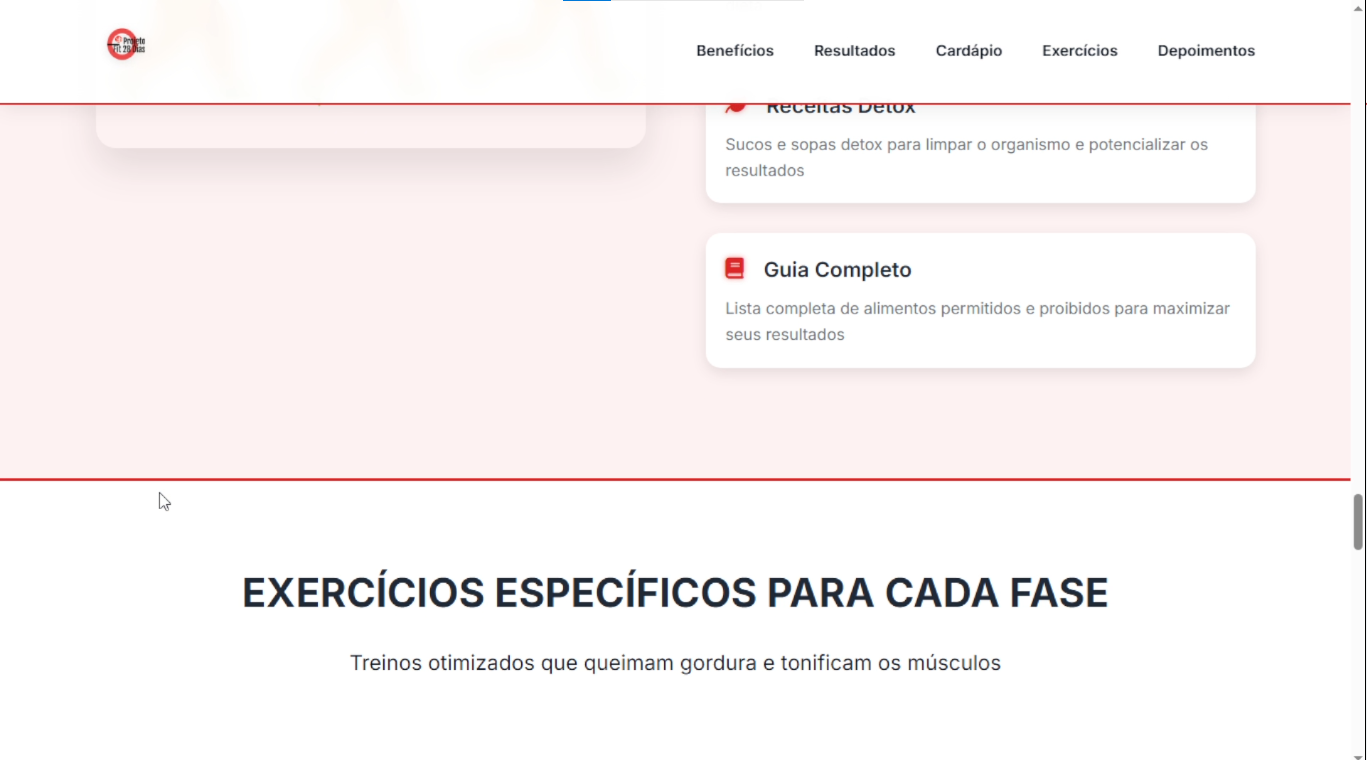 Projeto
Fit 28 Dias
Benefícios
Resultados
Cardápio
Exercícios
Depoimentos
Receitas Detox
Sucos e sopas detox para limpar o organismo e potencializar os
resultados
Guia Completo
Lista completa de alimentos permitidos e proibidos para maximizar
seus resultados
EXERCÍCIOS ESPECÍFICOS PARA CADA FASE
Treinos otimizados que queimam gordura e tonificam os músculos